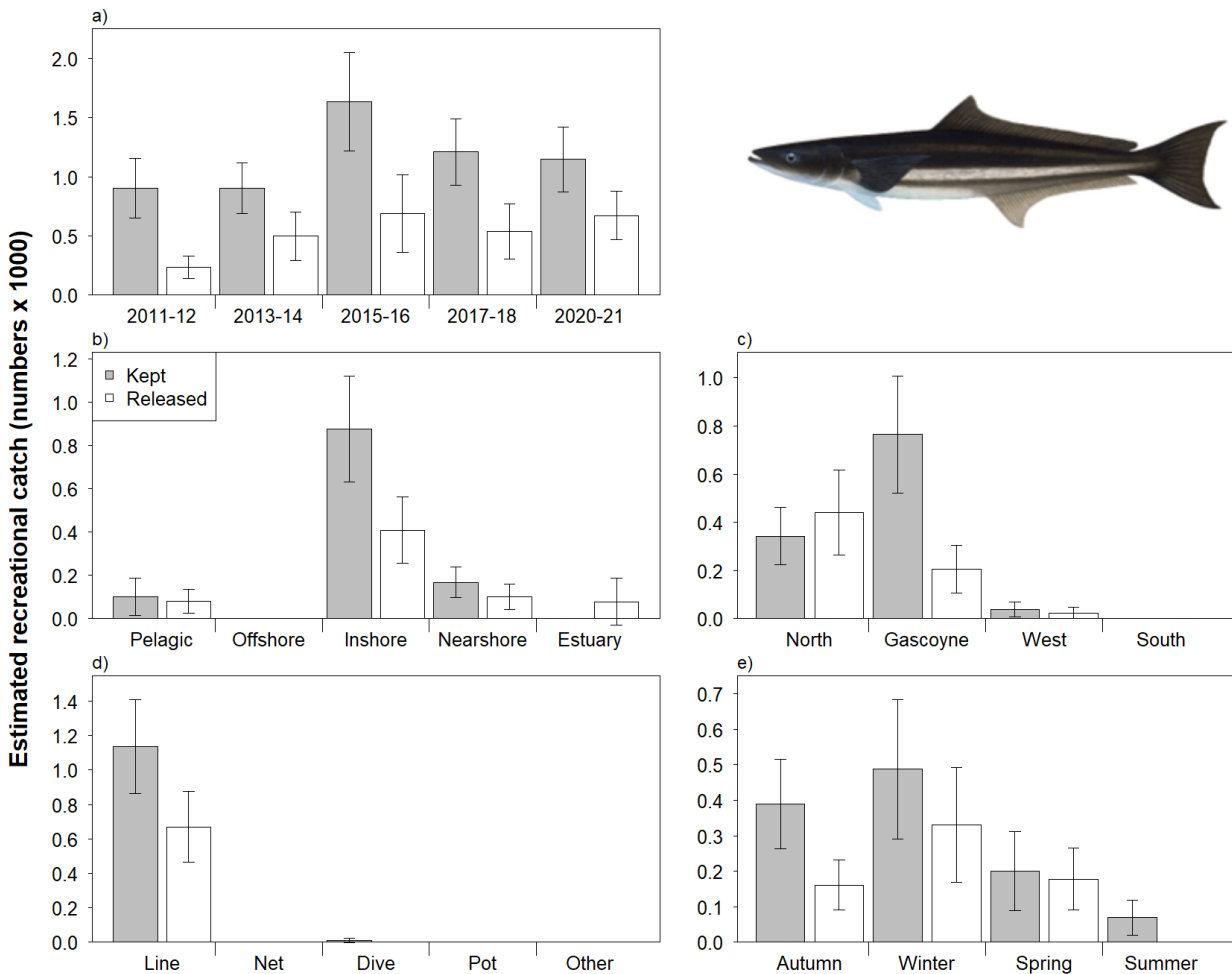 Estimated recreational catch (numbers x 1000)
a)
2.0
1.5
1.0
0.5
0.0
2011-12 2013-14 2015-16 2017-18 2020-21
b)
Kept
Released
1.2
1.0
0.8
0.6
0.4
0.2
0.0
Pelagic Offshore Inshore Nearshore Estuary
c)
1.0
0.8
0.6
0.4
0.2
0.0
North Gascoyne West South
d)
1.4
1.2
1.0
0.8
0.6
0.4
0.2
0.0
Line Net Dive Pot Other
e)
0.7
0.6
0.5
0.4
0.3
0.2
0.1
0.0
Autumn Winter Spring Summer